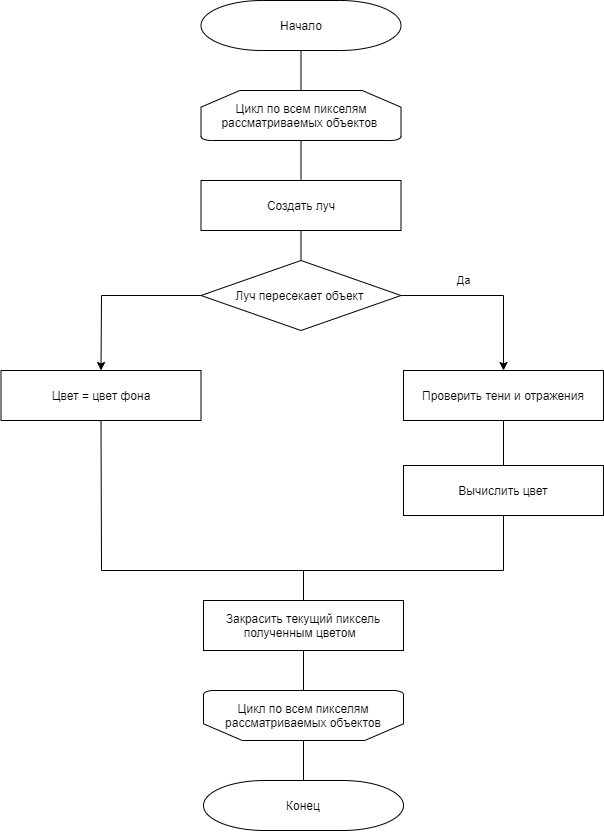 Начало
Цикл по всем пикселям
рассматриваемых объектов
Создать луч
Луч пересекает объект
Да
Цвет = цвет фона
Проверить тени и отражения
Вычислить цвет
Закрасить текущий пиксель
полученным цветом
Цикл по всем пикселям
рассматриваемых объектов
Конец